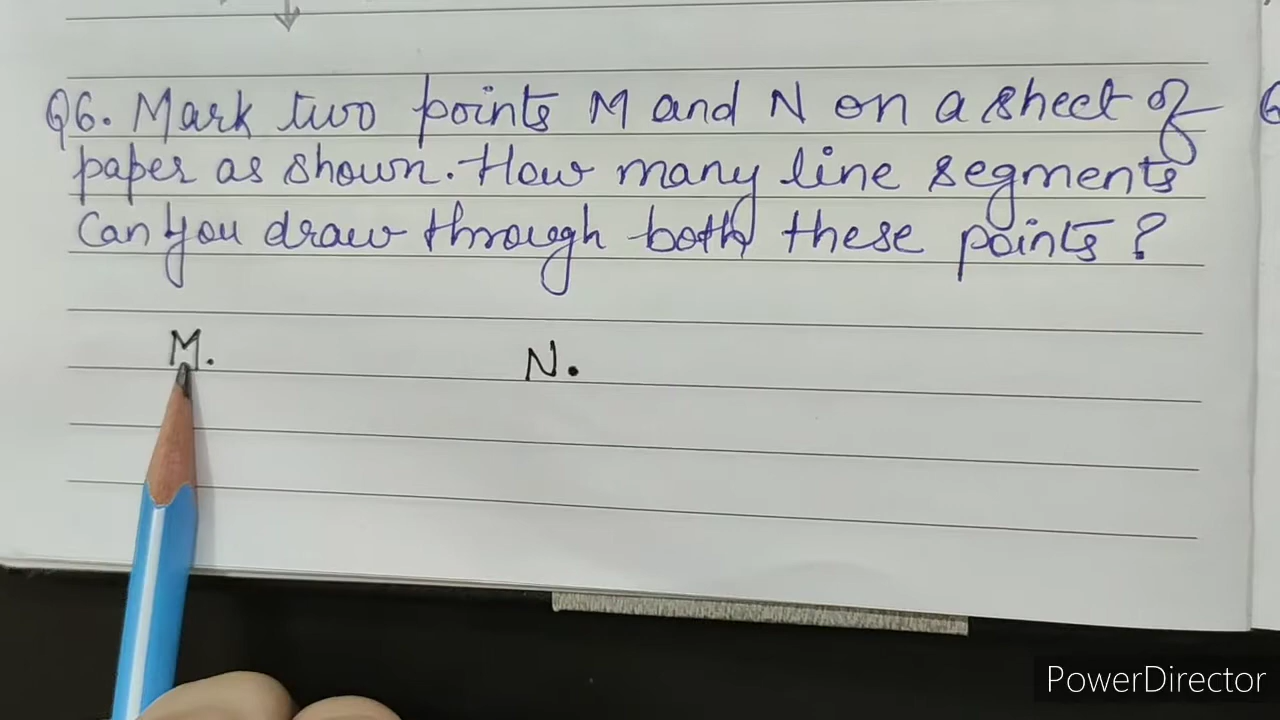 Q6. Mark two points M and N on a sheet of
paper as shown. How many line segments
Can you draw through both these points?
M. N.
PowerDirector